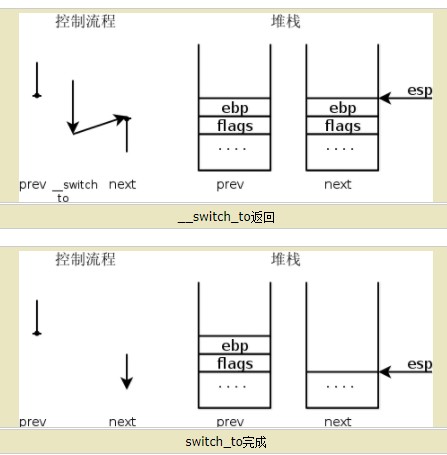 控制流程 堆栈
esp
ebp ebp
flags flags
.... ....
prev __switch_to next prev next
__switch_to返回
控制流程 堆栈
ebp
flags esp
.... ....
prev next prev next
switch_to完成